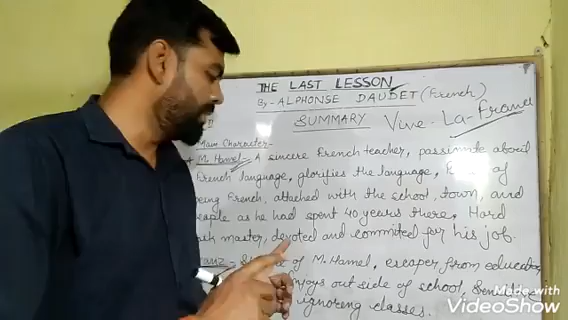 THE LAST LESSON
By:- ALPHONSE DAUDET (French)
SUMMARY Vive-La-France
Main Character-
M. Hamel:- A sincere French teacher, passionate about
French language, glorifies the language,
being French, attached with the school, town, and
people as he had spent 40 years there. Hard
master, devoted and commited for his job.
Franz:- of M. Hamel, escaper from education
enjoys out side of school, Sensitive
ignoring classes.
Made with
VideoShow